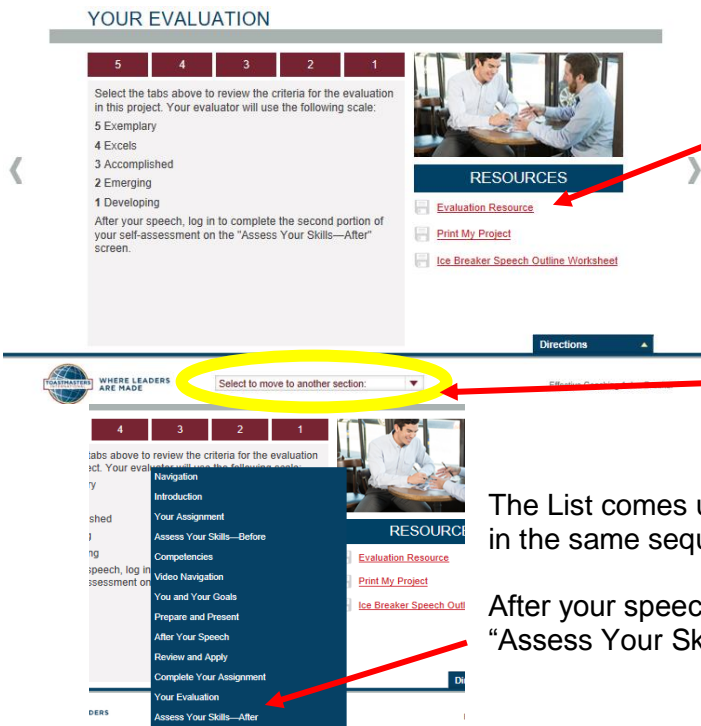 YOUR EVALUATION
5 4 3 2 1
Select the tabs above to review the criteria for the evaluation
in this project. Your evaluator will use the following scale:
5 Exemplary
4 Excels
3 Accomplished
2 Emerging
1 Developing
After your speech, log in to complete the second portion of
your self-assessment on the "Assess Your Skills—After"
screen.
RESOURCES
Evaluation Resource
Print My Project
Ice Breaker Speech Outline Worksheet
Directions
TOASTMASTERS
INTERNATIONAL
WHERE LEADERS
ARE MADE
Select to move to another section:
4 3 2 1
tabs above to review the criteria for the evaluation
ect. Your
ry
shed
ng
speech, log in
ssessment on
Navigation
Introduction
Your Assignment
Assess Your Skills—Before
Competencies
Video Navigation
You and Your Goals
Prepare and Present
After Your Speech
Review and Apply
Complete Your Assignment
Your Evaluation
Assess Your Skills—After
RESOURCE
Evaluation Resource
Print My Project
Ice Breaker Speech Outl
Di
DERS
The List comes u
in the same sequ
After your speec
“Assess Your Sk